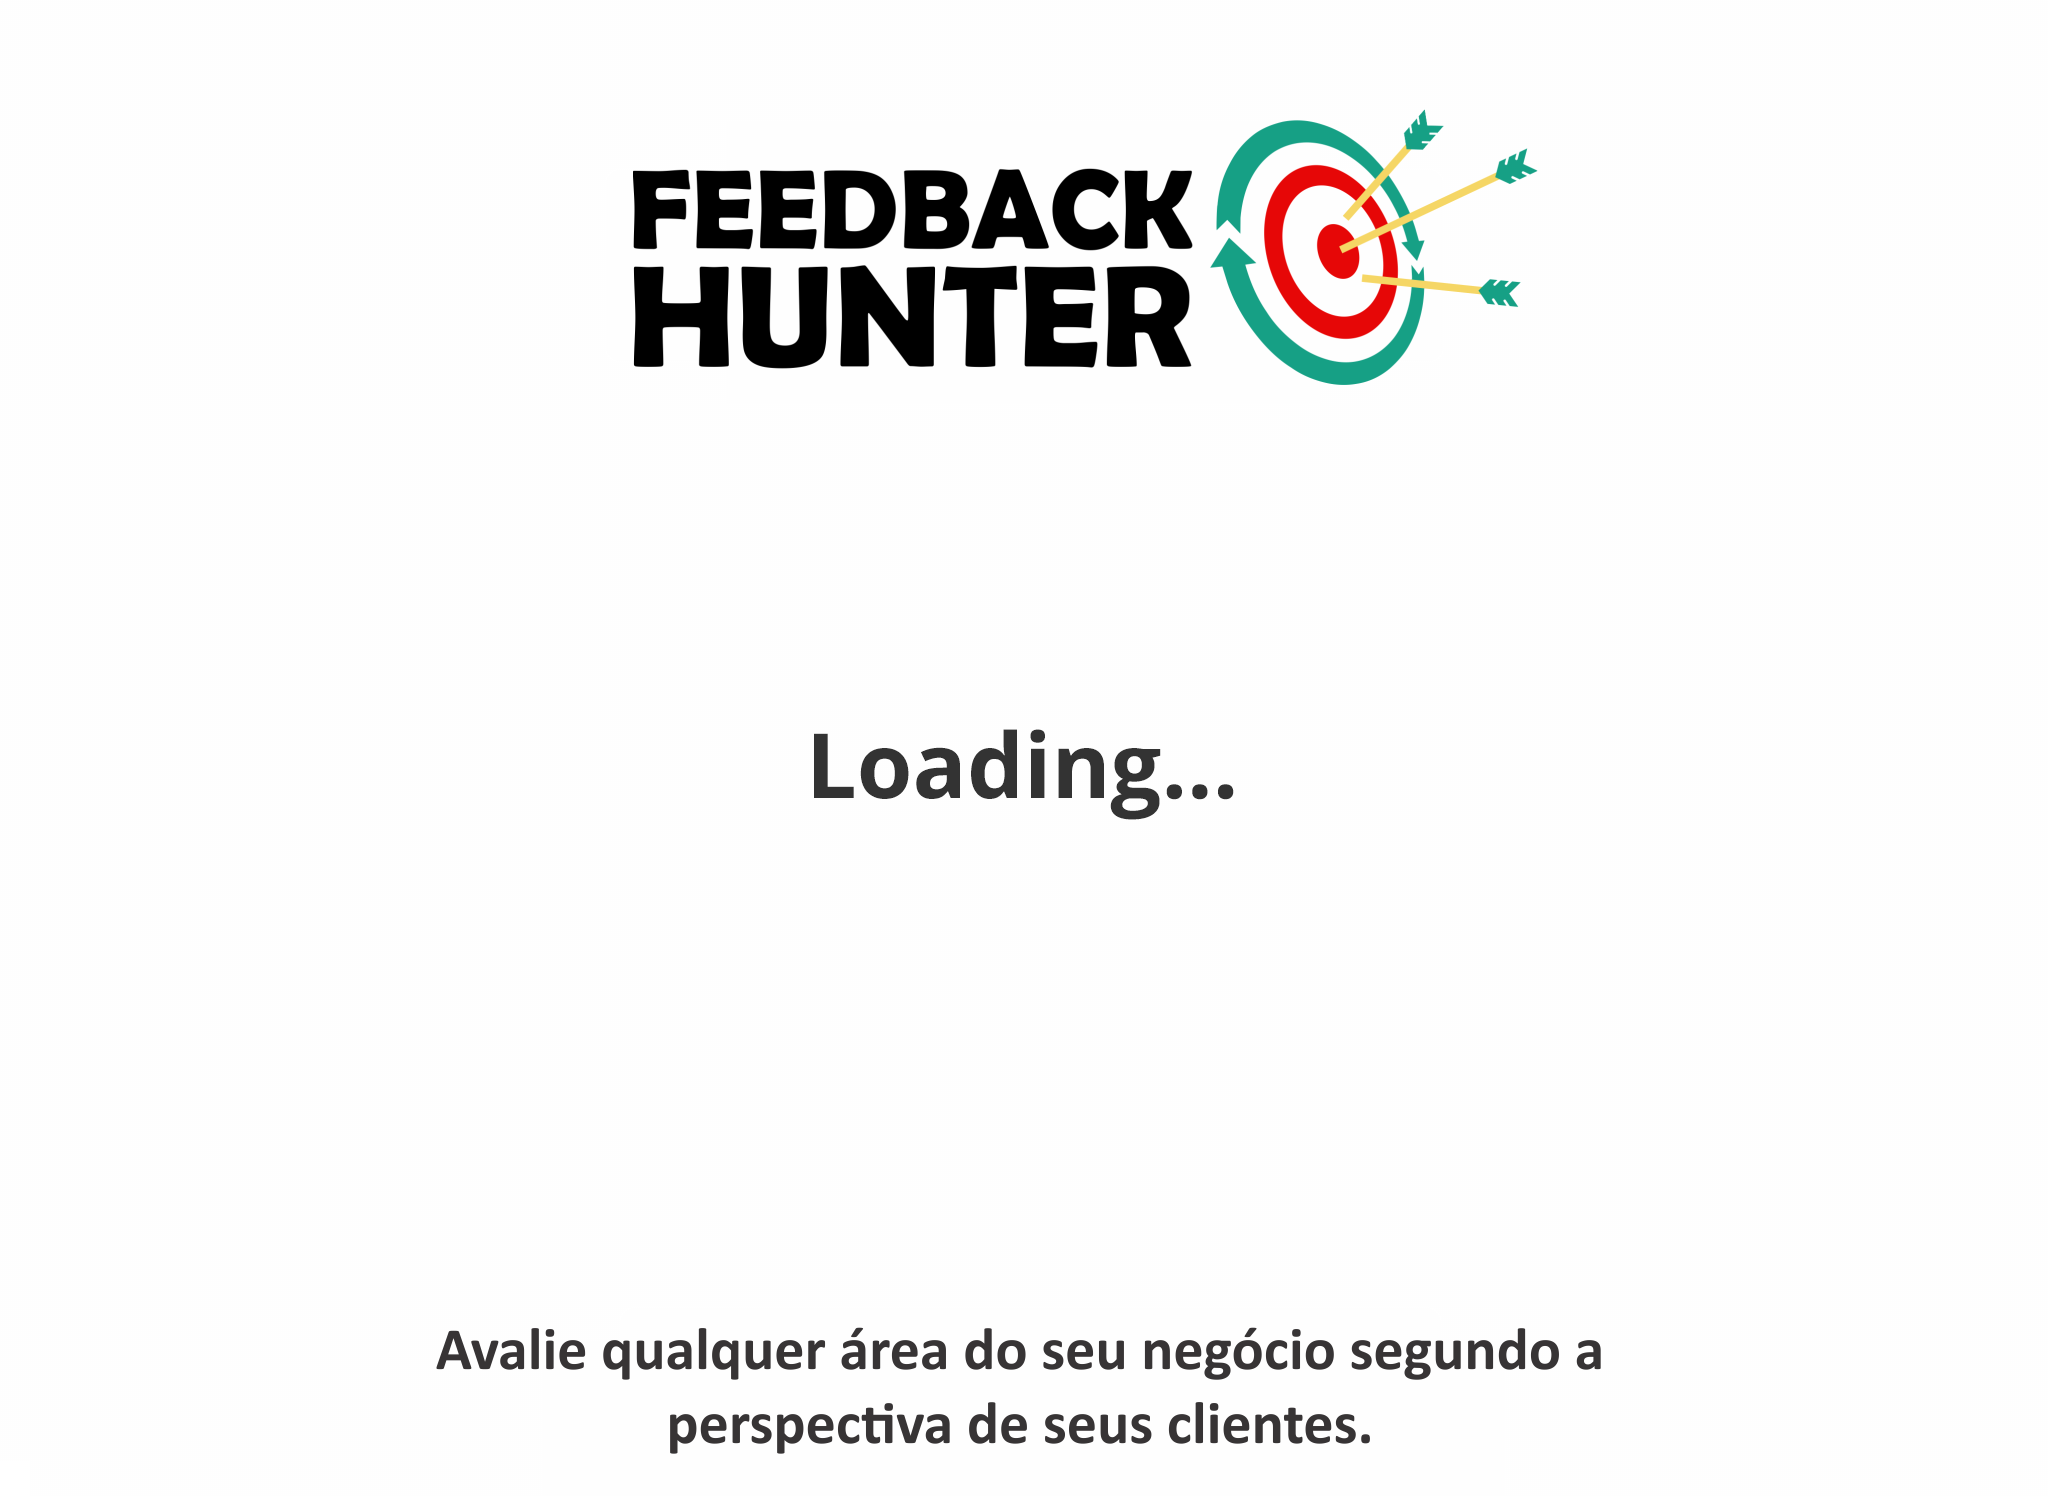 FEEDBACK
HUNTER
Loading...
Avalie qualquer área do seu negócio segundo a
perspectiva de seus clientes.